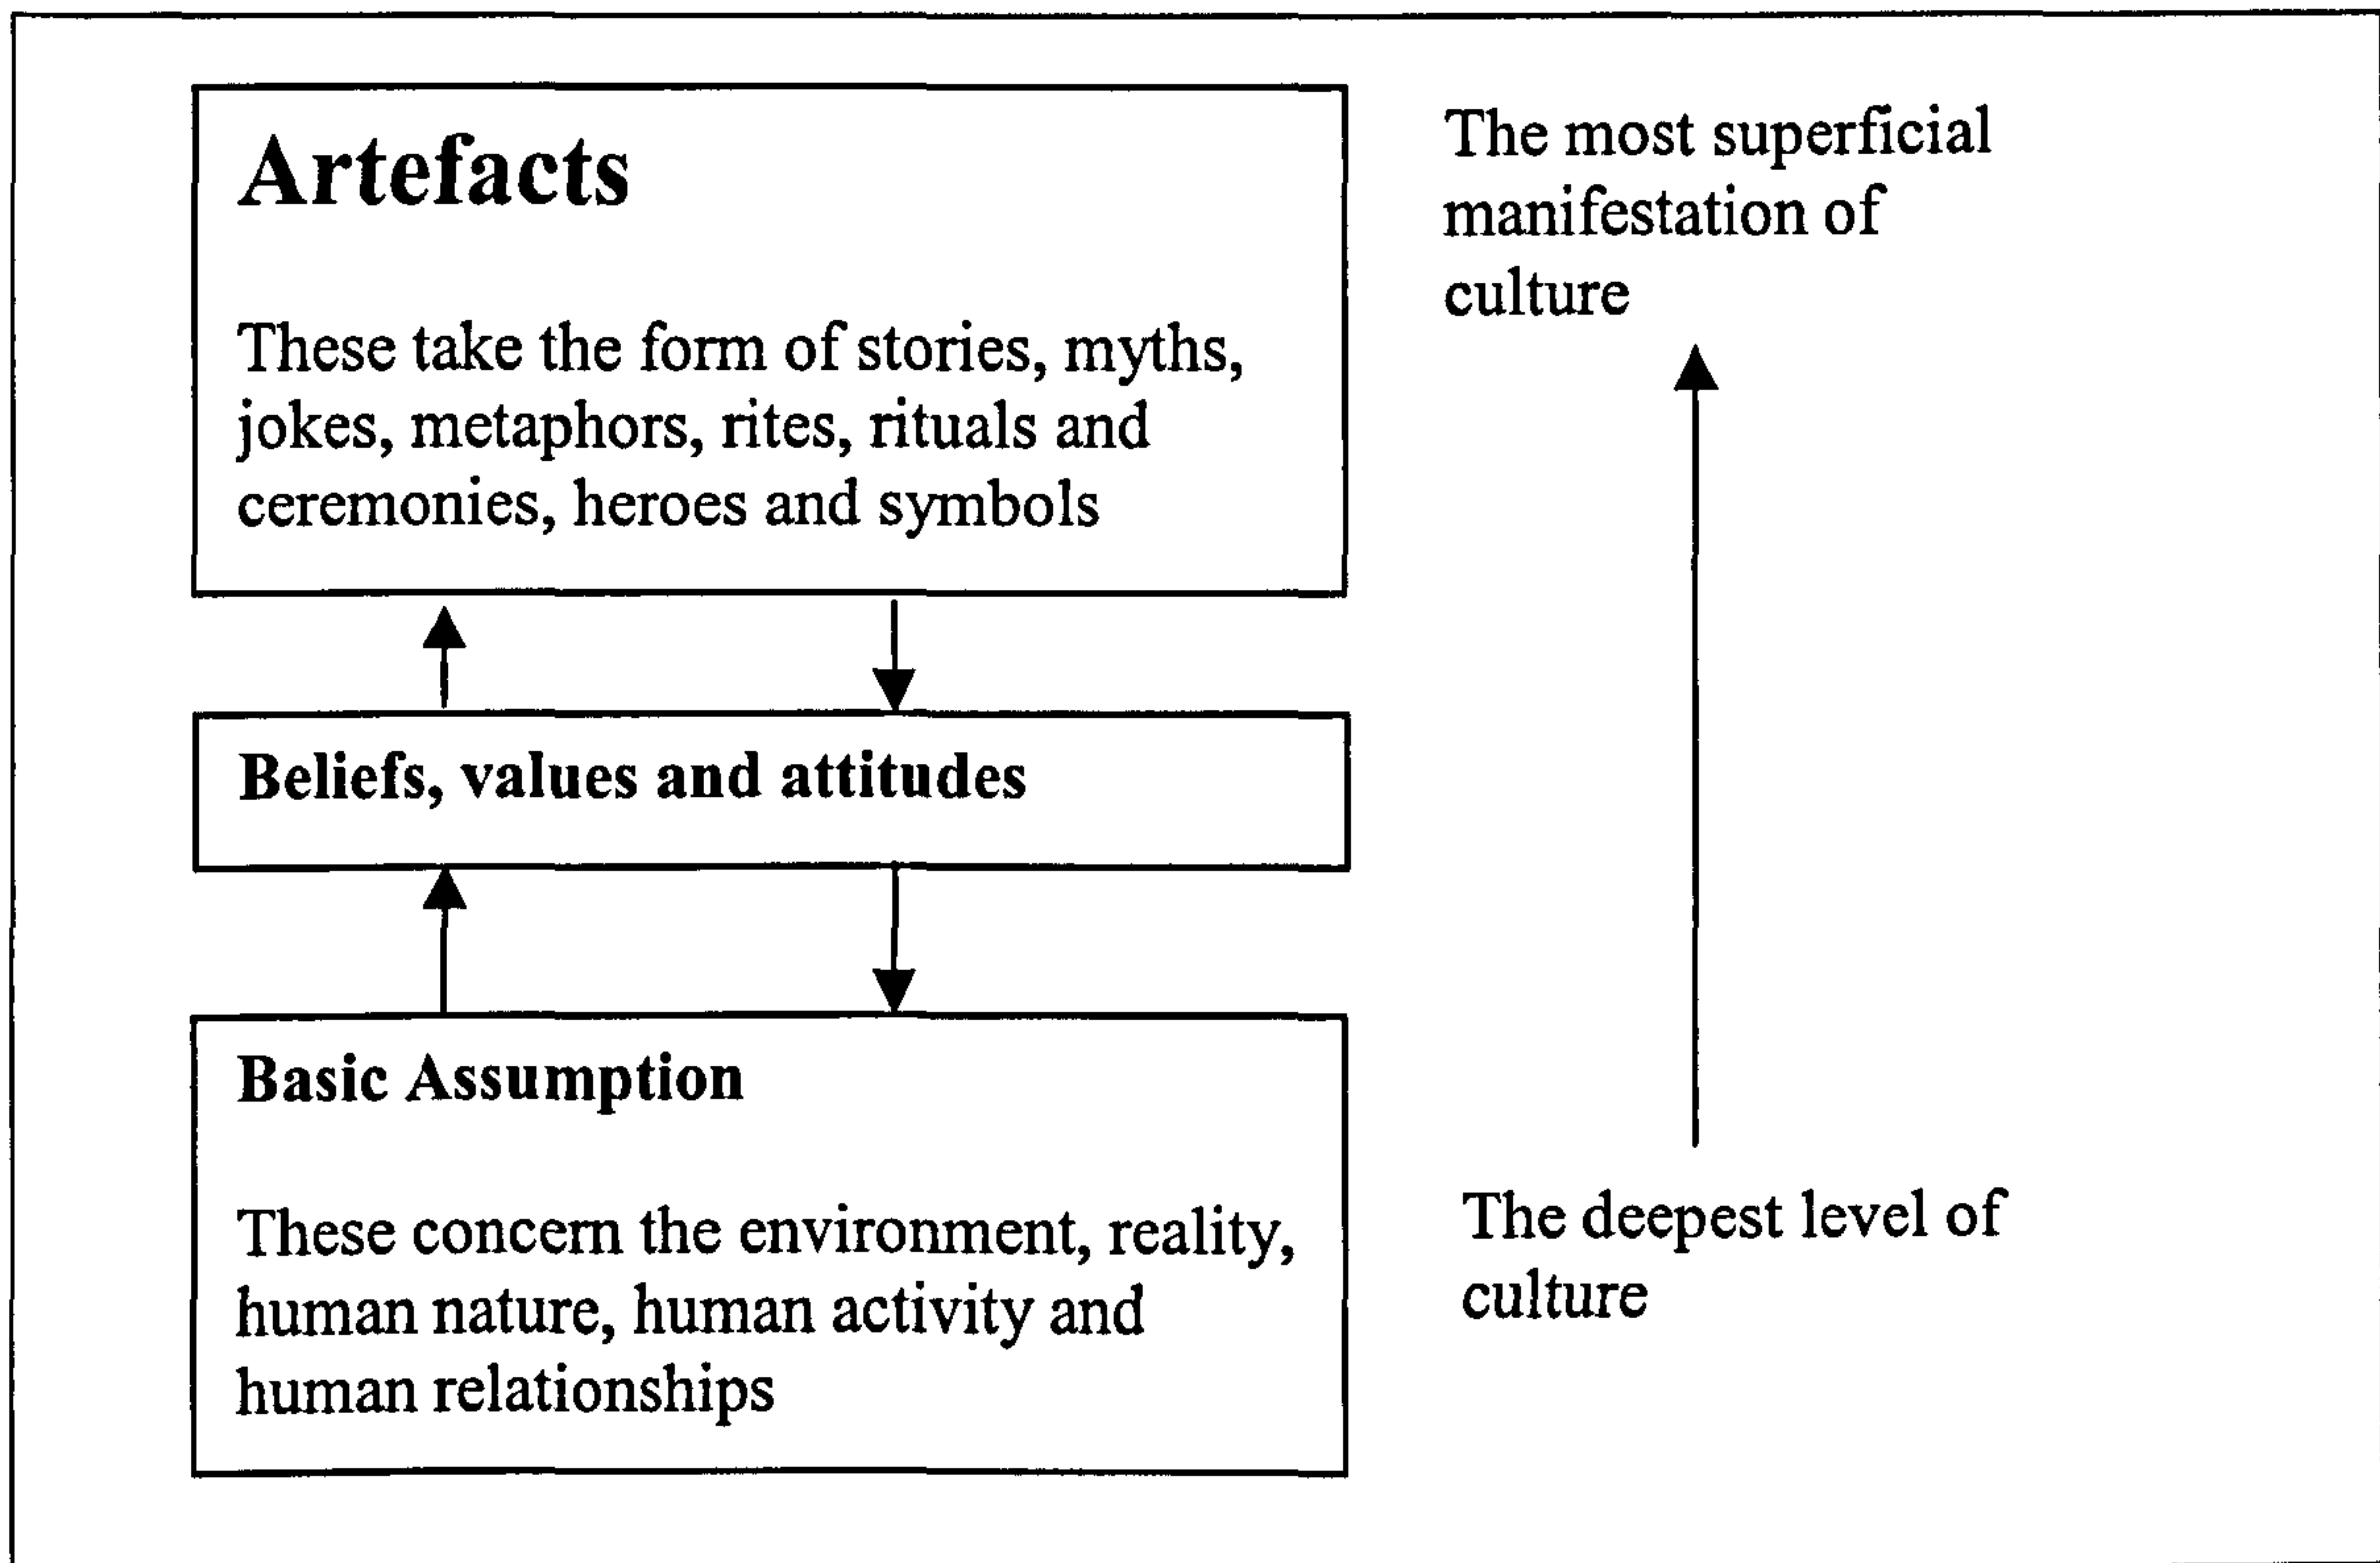 Artefacts
These take the form of stories, myths,
jokes, metaphors, rites, rituals and
ceremonies, heroes and symbols
The most superficial
manifestation of
culture
Beliefs, values and attitudes
Basic Assumption
These concern the environment, reality,
human nature, human activity and
human relationships
The deepest level of
culture